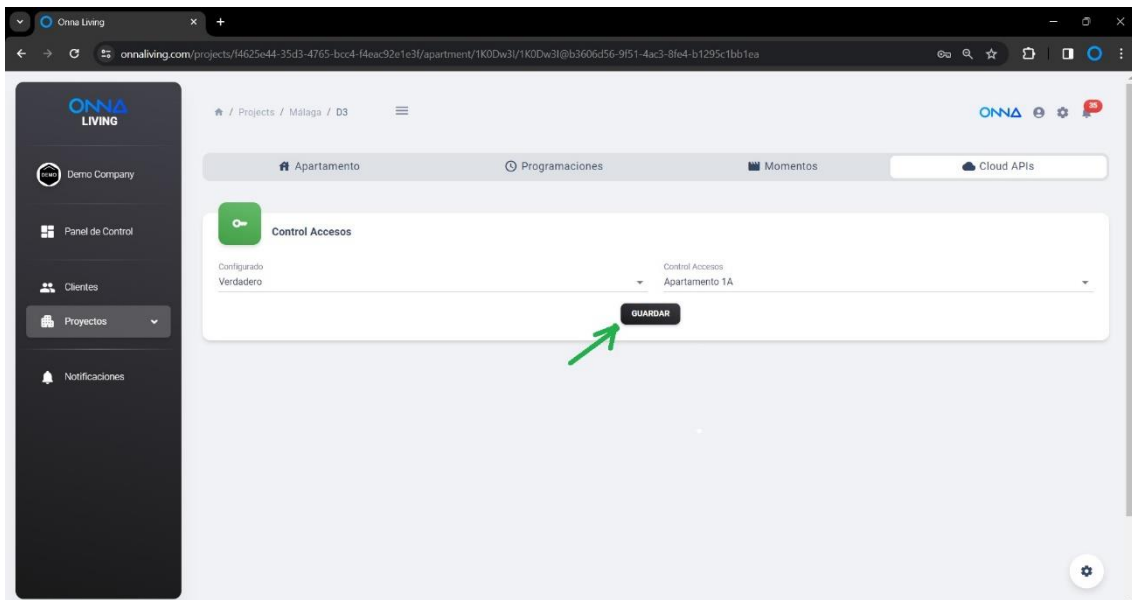 Onna Living
onnaliving.com/projects/f4625e44-35d3-4765-bcc4-f4eac92e1e3f/apartment/1K0Dw3I/1K0Dw3I@b3606d56-9f51-4ac3-8fe4-b1295c1bb1ea
ONNA
LIVING
/ Projects / Málaga / D3
ONNA
35
DEMO
Demo Company
Apartamento
Programaciones
Momentos
Cloud APIs
Panel de Control
Control Accesos
Clientes
Configurado
Control Accesos
Verdadero
Apartamento 1A
Proyectos
GUARDAR
Notificaciones